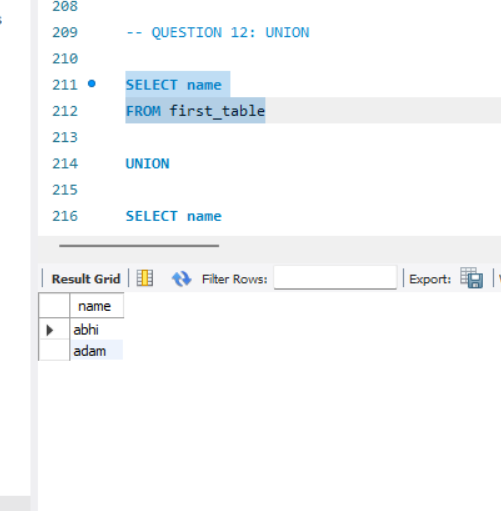 208
209 -- QUESTION 12: UNION
210
211 SELECT name
212 FROM first_table
213
214 UNION
215
216 SELECT name
Result Grid Filter Rows: Export:
name
abhi
adam